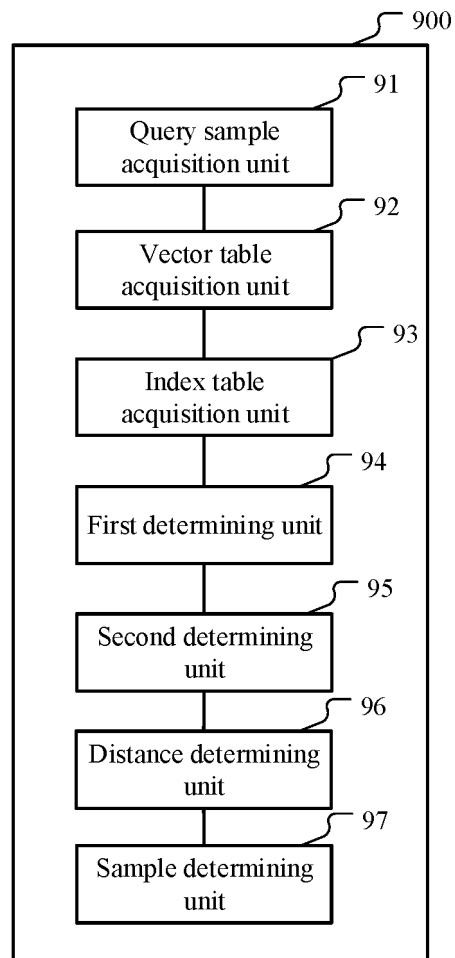 900
91
Query sample
acquisition unit
92
Vector table
acquisition unit
93
Index table
acquisition unit
94
First determining unit
95
Second determining
unit
96
Distance determining
unit
97
Sample determining
unit